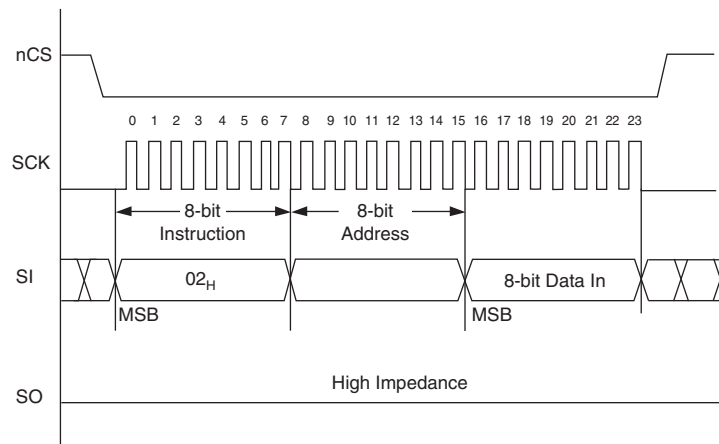 nCS
0 1 2 3 4 5 6 7 8 9 10 11 12 13 14 15 16 17 18 19 20 21 22 23
SCK
8-bit
Instruction
8-bit
Address
SI
02H
8-bit Data In
MSB
MSB
High Impedance
SO